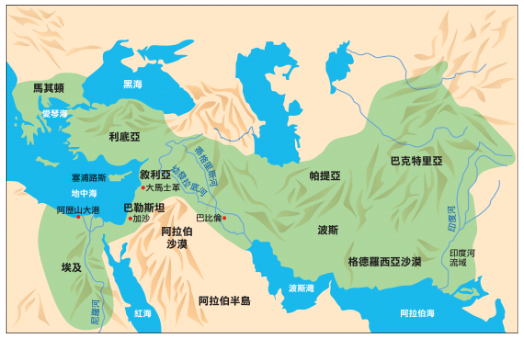 馬其頓
黑海
愛琴海
利底亞
底格里斯河
幼發拉底河
敘利亞
大馬士革
塞浦路斯
地中海
帕提亞
巴克特里亞
阿歷山大港
巴勒斯坦
加沙
巴比倫
阿拉伯
沙漠
波斯
印度河
埃及
格德羅西亞沙漠
印度河
流域
尼羅河
紅海
阿拉伯半島
波斯灣
阿拉伯海